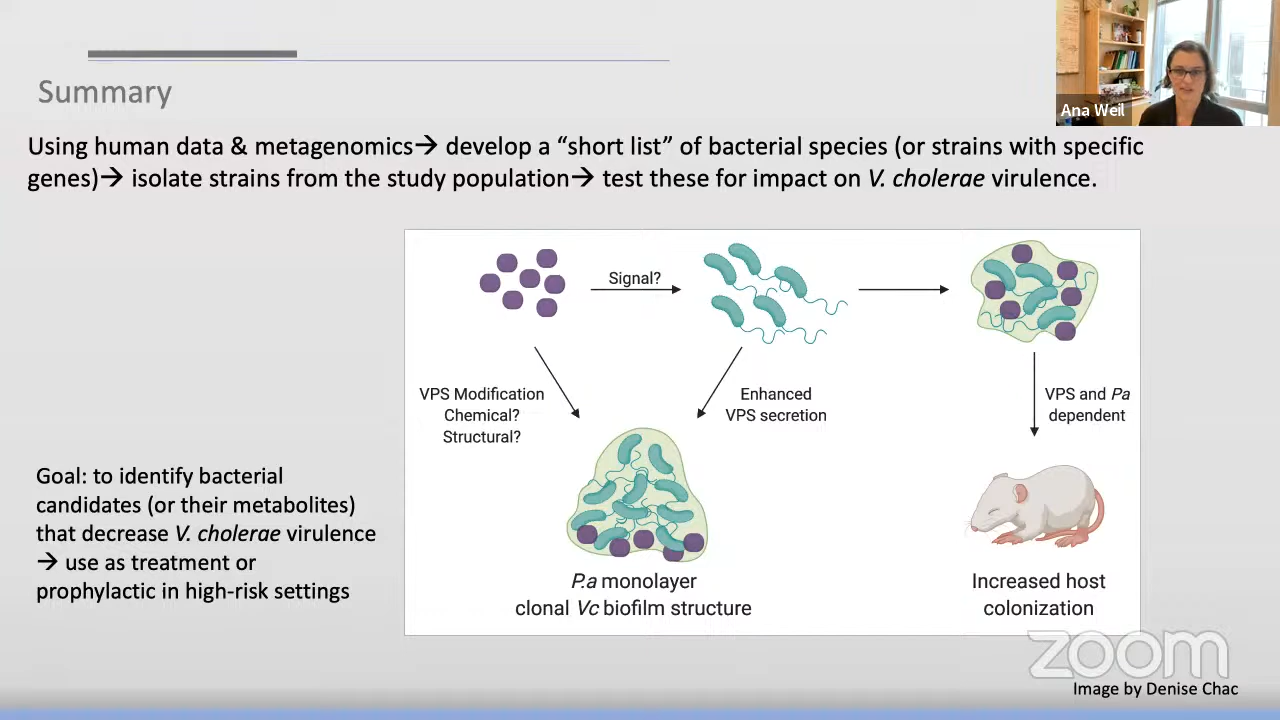 Ana Weil
Summary
Using human data & metagenomics→ develop a “short list” of bacterial species (or strains with specific
genes)→ isolate strains from the study population→ test these for impact on V. cholerae virulence.
Signal?
VPS Modification
Chemical?
Structural?
Enhanced
VPS secretion
VPS and Pa
dependent
Goal: to identify bacterial
candidates (or their metabolites)
that decrease V. cholerae virulence
→ use as treatment or
prophylactic in high-risk settings
P.a monolayer
clonal Vc biofilm structure
Increased host
colonization
zoom
Image by Denise Chac